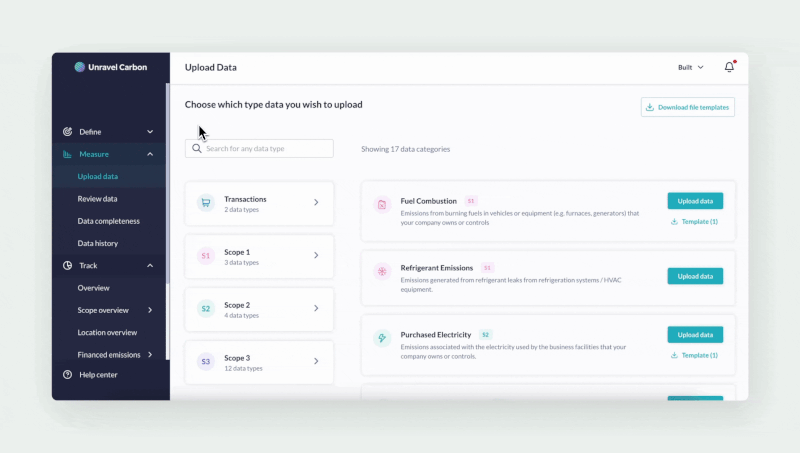 Unravel Carbon
Define
Measure
Upload data
Review data
Data completeness
Data history
Track
Overview
Scope overview
Location overview
Financed emissions
Help center
Upload Data
Built
Choose which type data you wish to upload
Download file templates
Search for any data type
Showing 17 data categories
Transactions
2 data types
S1
Scope 1
3 data types
S2
Scope 2
4 data types
S3
Scope 3
12 data types
Fuel Combustion S1
Emissions from burning fuels in vehicles or equipment (e.g. furnaces, generators) that
your company owns or controls
Upload data
Template (1)
Refrigerant Emissions S1
Emissions generated from refrigerant leaks from refrigeration systems / HVAC
equipment.
Upload data
Purchased Electricity S2
Emissions associated with the electricity used by the business facilities that your
company owns or controls.
Upload data
Template (1)